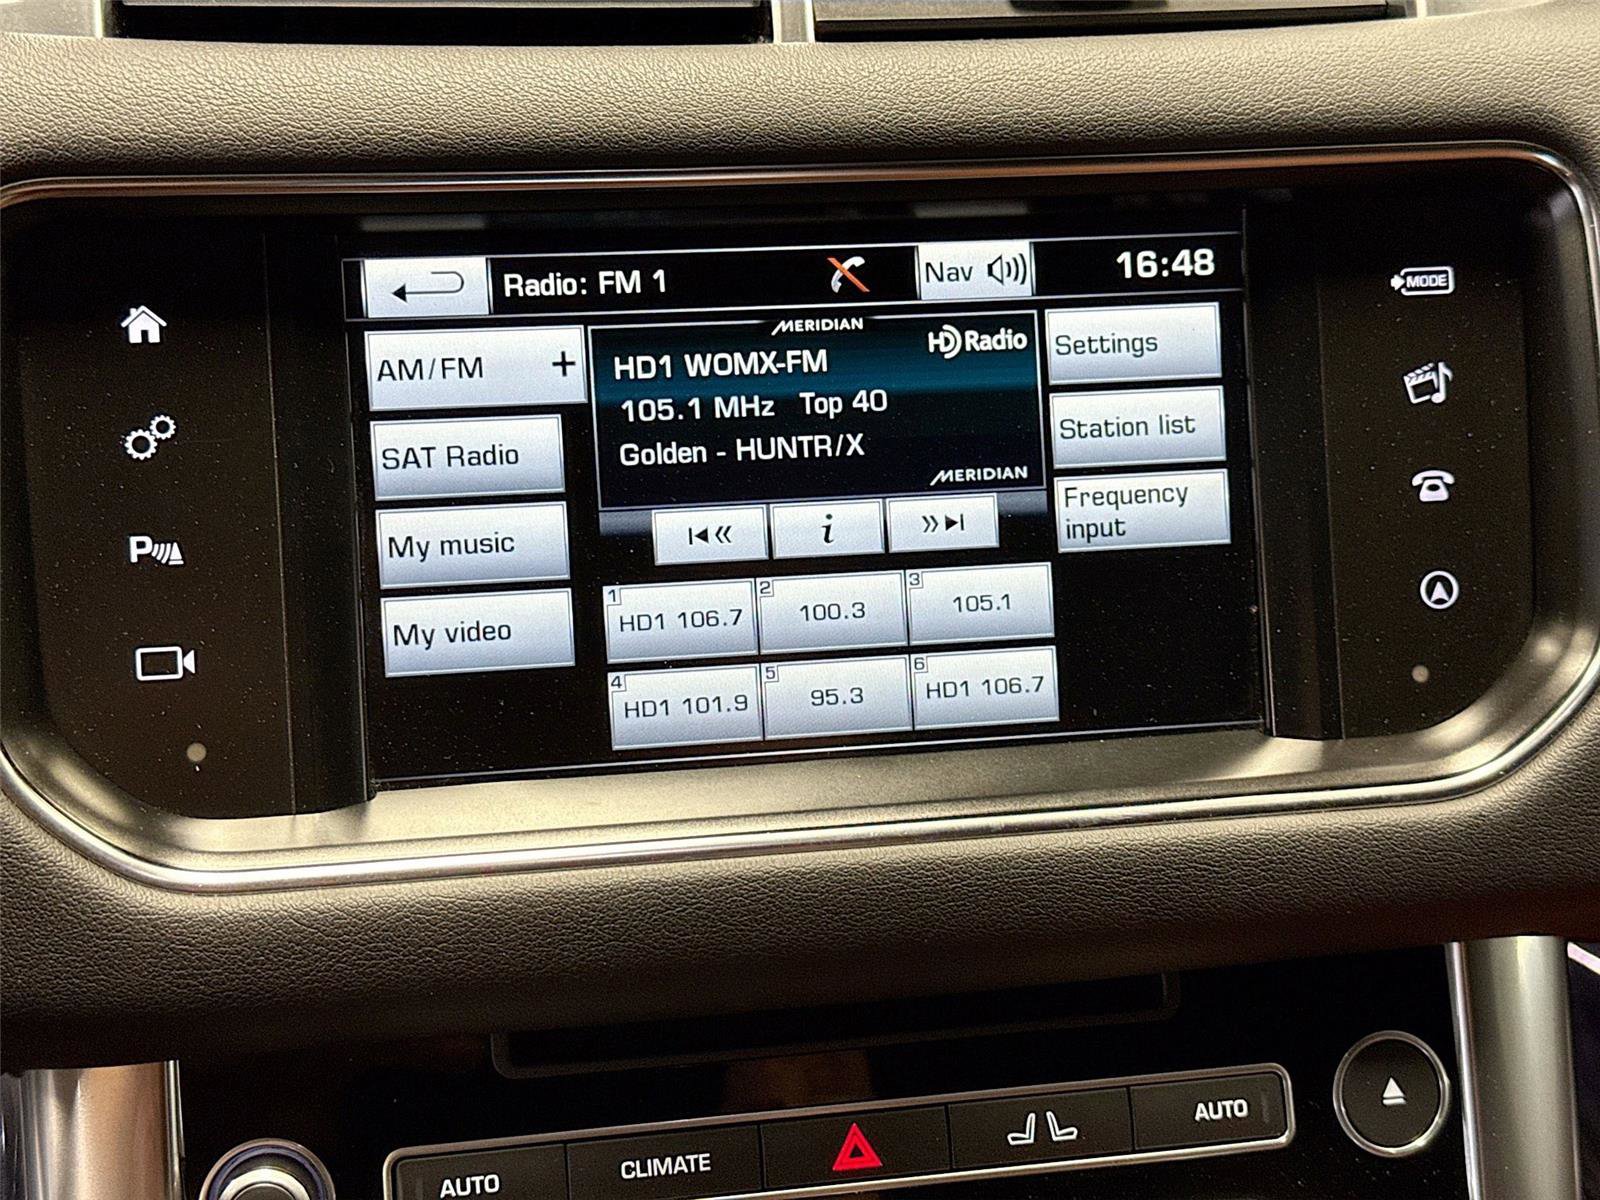 Radio: FM 1
Nav
16:48
MODE
AM/FM +
SAT Radio
My music
My video
MERIDIAN
HD Radio
HD1 WOMX-FM
105.1 MHz Top 40
Golden - HUNTR/X
MERIDIAN
i
Settings
Station list
Frequency
input
1 HD1 106.7
2 100.3
3 105.1
4 HD1 101.9
5 95.3
6 HD1 106.7
P
AUTO
CLIMATE
AUTO